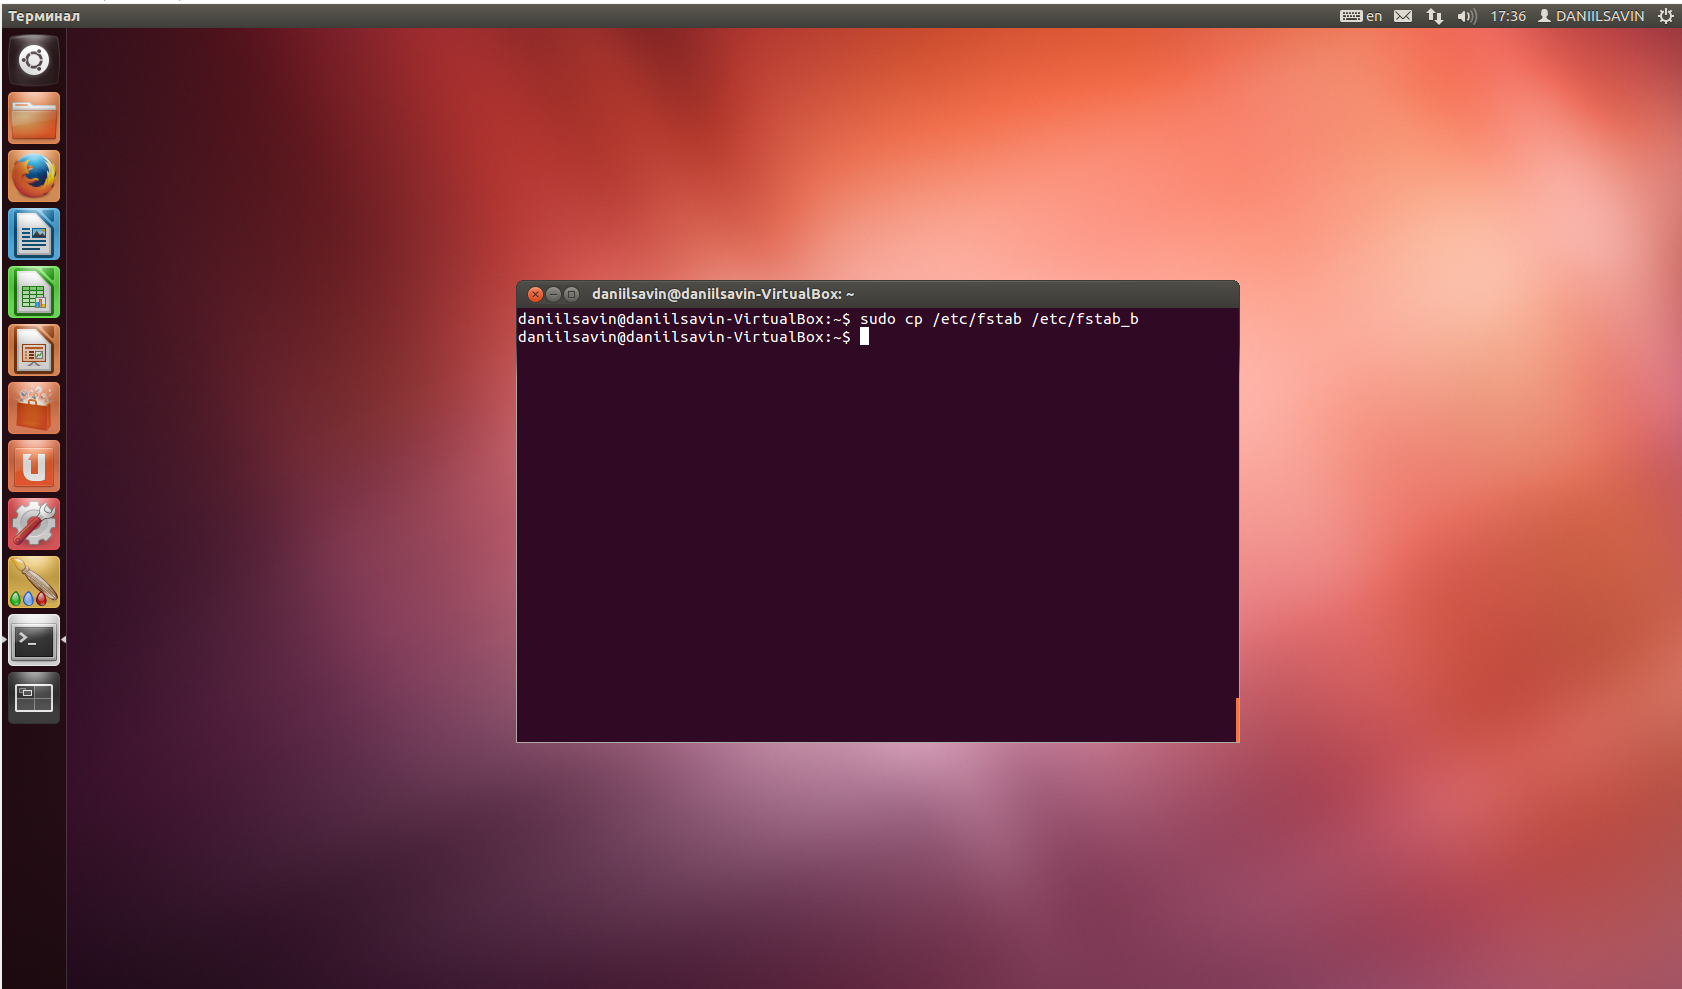 Терминал
en
17:36
DANIILSAVIN
daniilsavin@daniilsavin-VirtualBox: ~
daniilsavin@daniilsavin-VirtualBox:~$ sudo cp /etc/fstab /etc/fstab_b
daniilsavin@daniilsavin-VirtualBox:~$